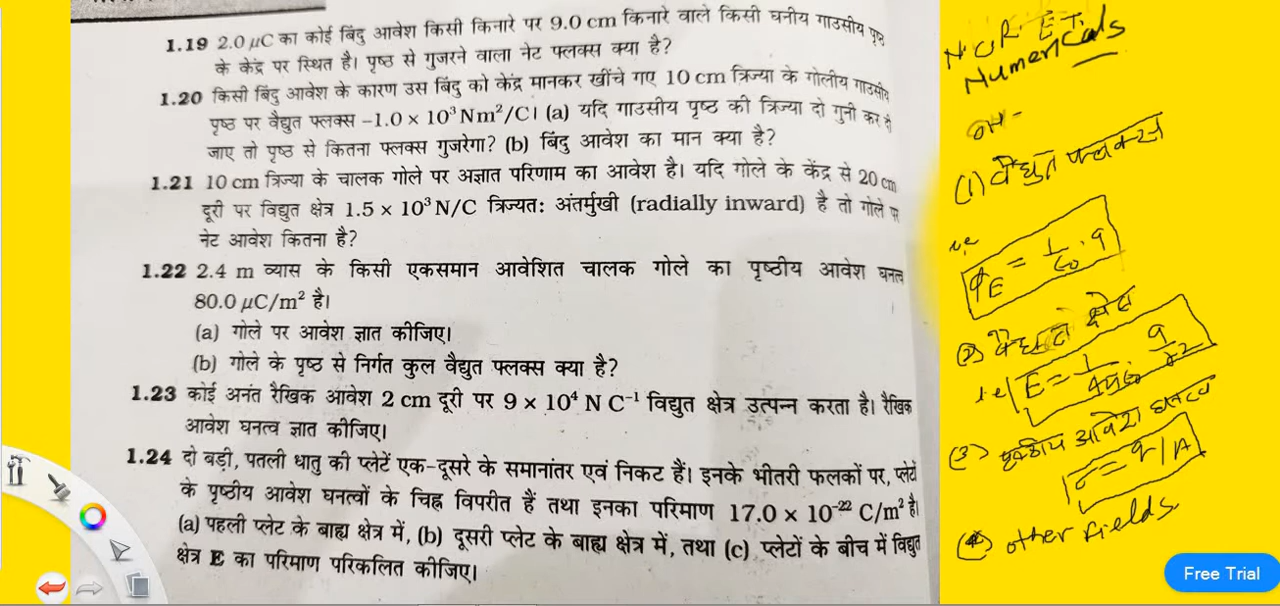 1.19 2.0 μC का कोई बिंदु आवेश किसी किनारे पर 9.0 cm किनारे वाले किसी घनीय गाउसीय पृष्ठ
के केंद्र पर स्थित है। पृष्ठ से गुजरने वाला नेट फ्लक्स क्या है?
1.20 किसी बिंदु आवेश के कारण उस बिंदु को केंद्र मानकर खींचे गए 10 cm त्रिज्या के गोलीय गाउसीय
पृष्ठ पर वैद्युत फ्लक्स –1.0 × 10³ Nm²/C। (a) यदि गाउसीय पृष्ठ की त्रिज्या दो गुनी कर दी
जाए तो पृष्ठ से कितना फ्लक्स गुजरेगा? (b) बिंदु आवेश का मान क्या है?
1.21 10 cm त्रिज्या के चालक गोले पर अज्ञात परिणाम का आवेश है। यदि गोले के केंद्र से 20 cm
दूरी पर विद्युत क्षेत्र 1.5 × 10³ N/C त्रिज्यत: अंतर्मुखी (radially inward) है तो गोले पर
नेट आवेश कितना है?
1.22 2.4 m व्यास के किसी एकसमान आवेशित चालक गोले का पृष्ठीय आवेश घनत्व
80.0 μC/m² है।
(a) गोले पर आवेश ज्ञात कीजिए।
(b) गोले के पृष्ठ से निर्गत कुल वैद्युत फ्लक्स क्या है?
1.23 कोई अनंत रैखिक आवेश 2 cm दूरी पर 9 × 10⁴ N C⁻¹ विद्युत क्षेत्र उत्पन्न करता है। रैखिक
आवेश घनत्व ज्ञात कीजिए।
1.24 दो बड़ी, पतली धातु की प्लेटें एक-दूसरे के समानांतर एवं निकट हैं। इनके भीतरी फलकों पर, प्लेटों
के पृष्ठीय आवेश घनत्वों के चिह्न विपरीत हैं तथा इनका परिमाण 17.0 × 10⁻²² C/m² है।
(a) पहली प्लेट के बाह्य क्षेत्र में, (b) दूसरी प्लेट के बाह्य क्षेत्र में, तथा (c) प्लेटों के बीच में विद्युत
क्षेत्र E का परिमाण परिकलित कीजिए।
N.C.R.E.T.
Numericals
(1) वैद्युत फ्लक्स
i.e
ϕE = 1/ε₀ . q
(2) वैद्युत क्षेत्र
i.e E = 1/4πε₀ . q/r²
(3) पृष्ठीय आवेश घनत्व
σ = q/A
(4) other fields
Free Trial